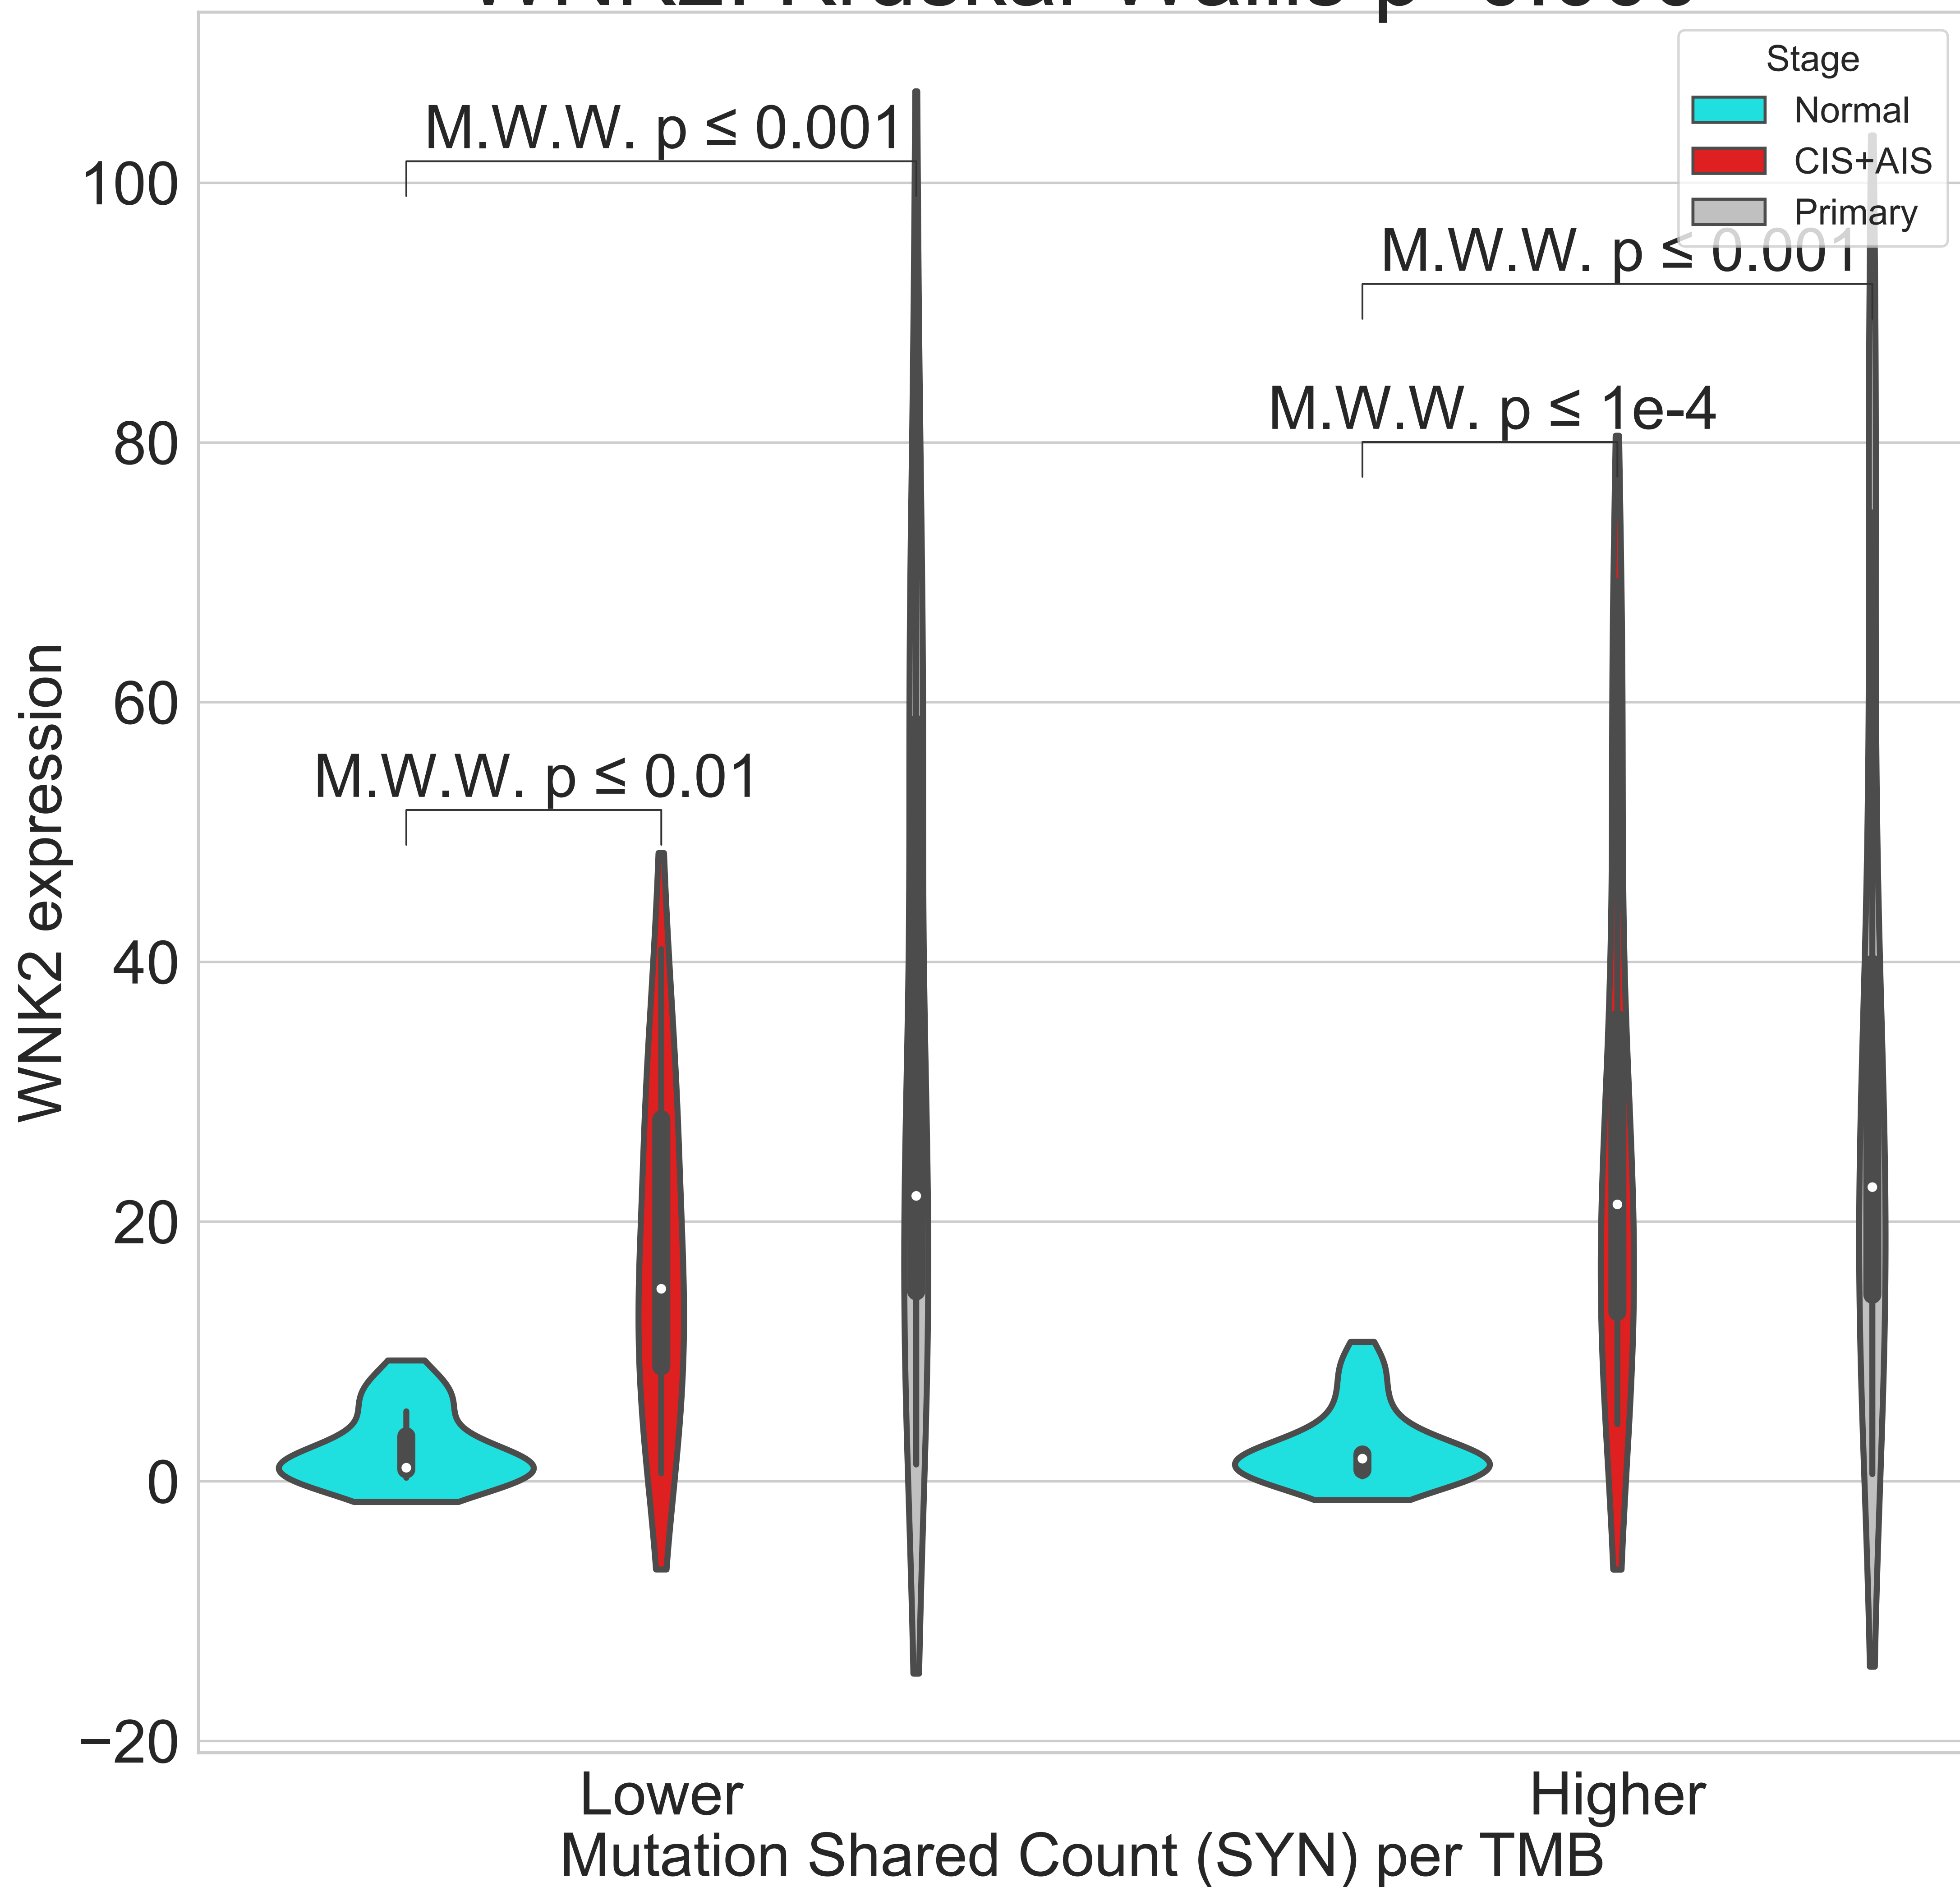 Stage
Normal
CIS+AIS
Primary
M.W.W. p ≤ 0.001
M.W.W. p ≤ 0.001
M.W.W. p ≤ 1e-4
M.W.W. p ≤ 0.01
100
80
60
40
20
0
−20
WNK2 expression
Lower
Higher
Mutation Shared Count (SYN) per TMB